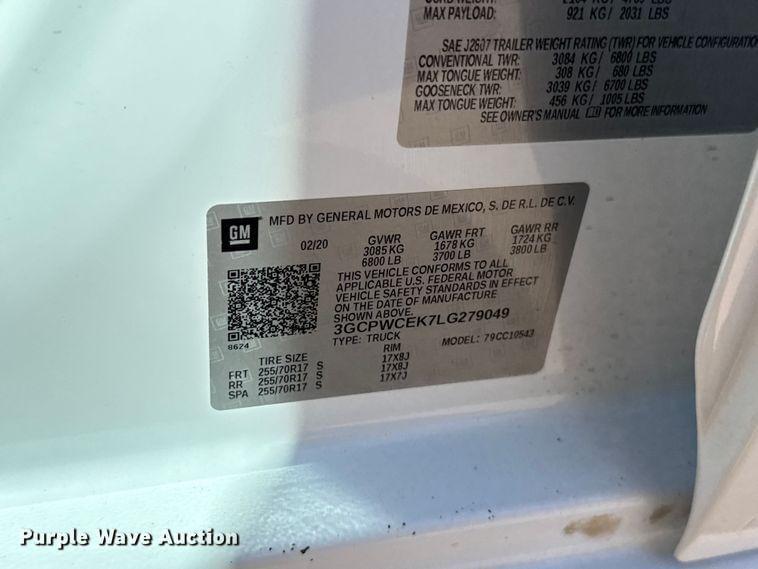 MAX PAYLOAD: 921 KG / 2031 LBS
SAE J2807 TRAILER WEIGHT RATING (TWR) FOR VEHICLE CONFIGURATION
CONVENTIONAL TWR: 3084 KG / 6800 LBS
MAX TONGUE WEIGHT: 308 KG / 680 LBS
GOOSENECK TWR: 3039 KG / 6700 LBS
MAX TONGUE WEIGHT: 456 KG / 1005 LBS
SEE OWNER'S MANUAL FOR MORE INFORMATION
GM MFD BY GENERAL MOTORS DE MEXICO, S. DE R.L. DE C.V.
02/20 GVWR GAWR FRT GAWR RR
3085 KG 1678 KG 1724 KG
6800 LB 3700 LB 3800 LB
THIS VEHICLE CONFORMS TO ALL
APPLICABLE U.S. FEDERAL MOTOR
VEHICLE SAFETY STANDARDS IN EFFECT
ON THE DATE OF MANUFACTURE
SHOWN ABOVE.
3GCPWCEK7LG279049
TYPE: TRUCK MODEL: 79CC10543
8624
TIRE SIZE RIM
FRT 255/70R17 S 17X8J
RR 255/70R17 S 17X8J
SPA 255/70R17 S 17X7J
Purple Wave Auction